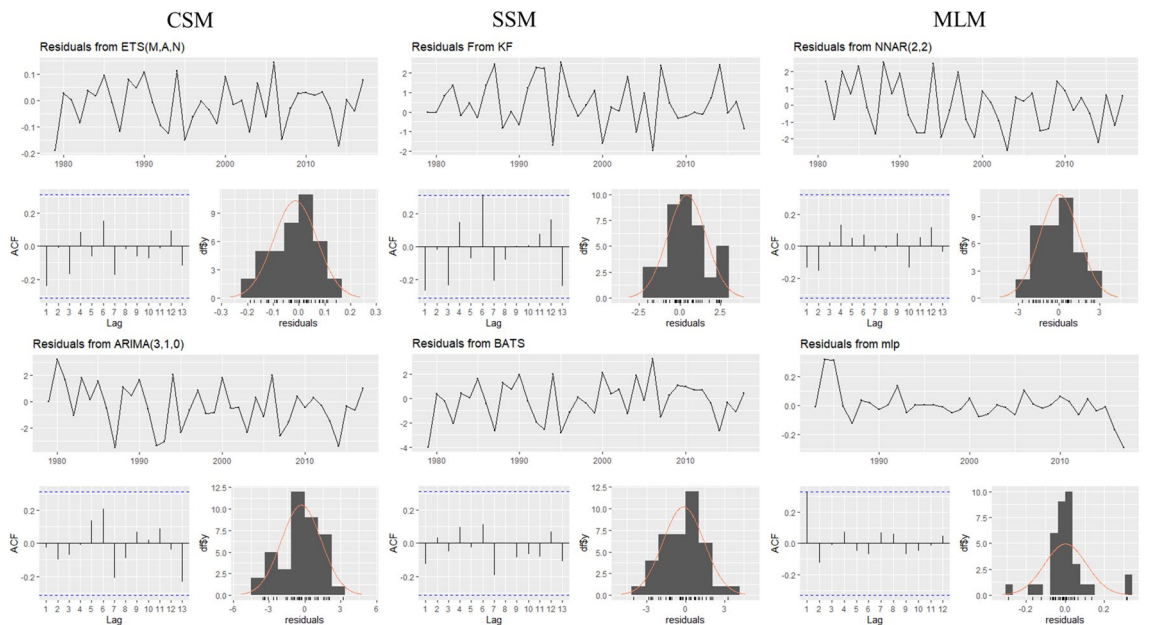 CSM SSM MLM
Residuals from ETS(M,A,N)
0.1
0.0
-0.1
-0.2
1980 1990 2000 2010
ACF
0.2
0.0
-0.2
1 2 3 4 5 6 7 8 9 10 11 12 13
Lag
df$y
9
6
3
0
-0.3 -0.2 -0.1 0.0 0.1 0.2 0.3
residuals
Residuals From KF
2
1
0
-1
-2
1980 1990 2000 2010
ACF
0.2
0.0
-0.2
1 2 3 4 5 6 7 8 9 10 11 12 13
Lag
df$y
10.0
7.5
5.0
2.5
0.0
-2.5 0.0 2.5
residuals
Residuals from NNAR(2,2)
2
1
0
-1
-2
1980 1990 2000 2010
ACF
0.2
0.0
-0.2
1 2 3 4 5 6 7 8 9 10 11 12 13
Lag
df$y
9
6
3
0
-3 0 3
residuals
Residuals from ARIMA(3,1,0)
2
0
-2
1980 1990 2000 2010
ACF
0.2
0.0
-0.2
1 2 3 4 5 6 7 8 9 10 11 12 13
Lag
df$y
12.5
10.0
7.5
5.0
2.5
0.0
-6 -3 0 3 6
residuals
Residuals from BATS
2
0
-2
-4
1980 1990 2000 2010
ACF
0.2
0.0
-0.2
1 2 3 4 5 6 7 8 9 10 11 12 13
Lag
df$y
12.5
10.0
7.5
5.0
2.5
0.0
-3 0 3
residuals
Residuals from mlp
0.2
0.0
-0.2
1990 2000 2010
ACF
0.2
0.0
-0.2
1 2 3 4 5 6 7 8 9 10 11 12
Lag
df$y
10.0
7.5
5.0
2.5
0.0
-0.2 0.0 0.2
residuals